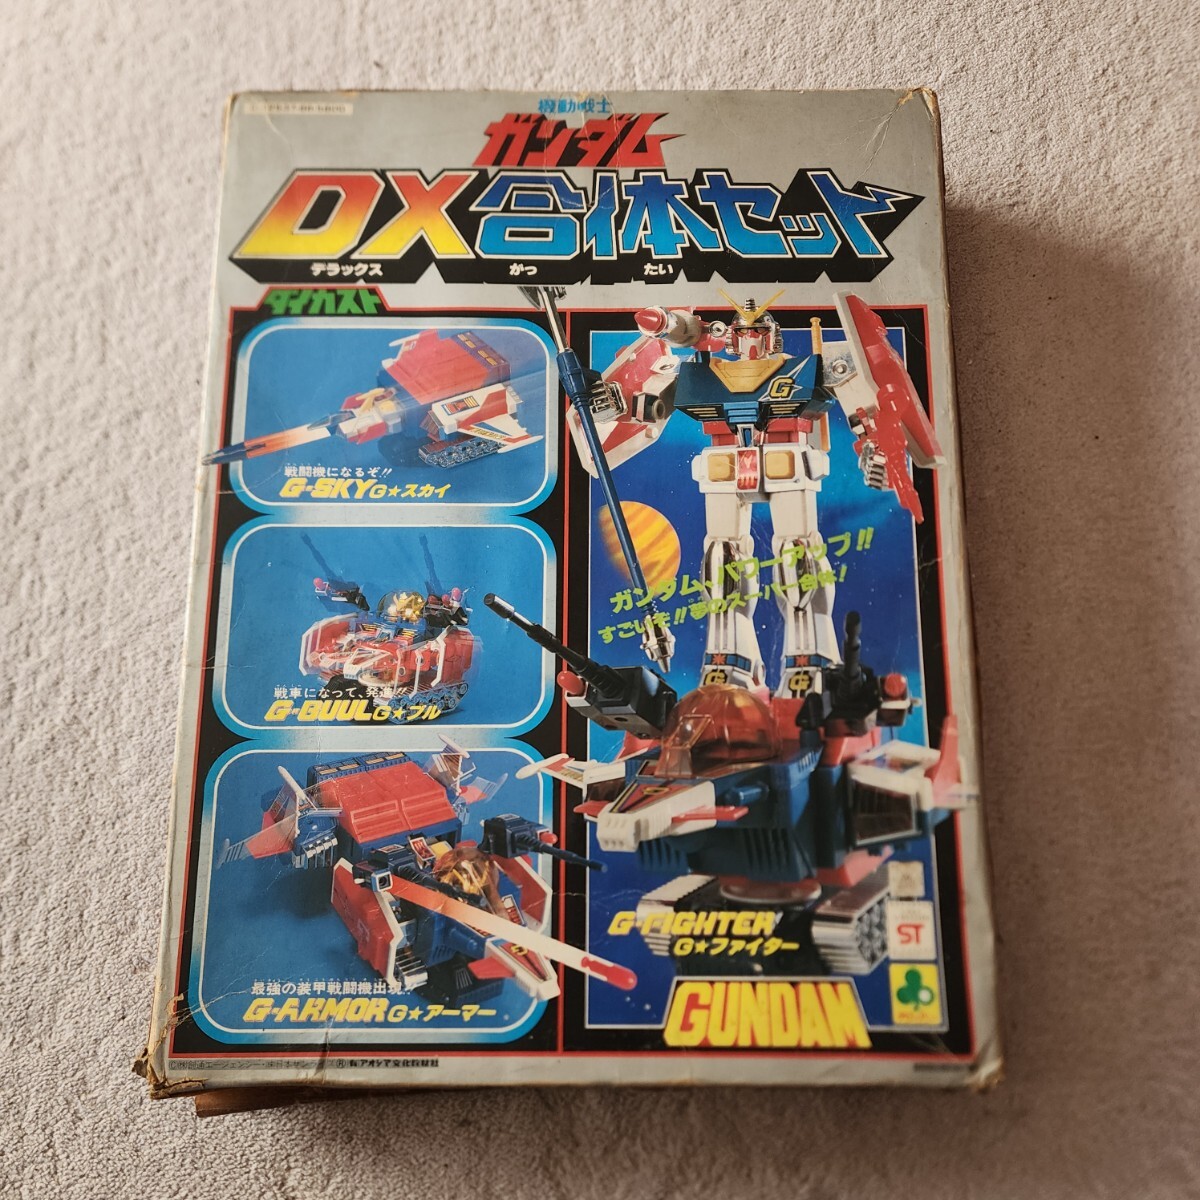 機動戦士
ガンダム
DX合体セット
デラックス がっ たい
ダイカスト
戦闘機になるぞ!!
G-SKY G★スカイ
戦車になって、発進!!
G-BUUL G★ブル
最強の装甲戦闘機出現!!
G-ARMOR G★アーマー
G
ガンダム、パワーアップ!!
すごいぞ!!夢のスーパー合体!
G G
G-FIGHTER
G★ファイター
ST
GUNDAM